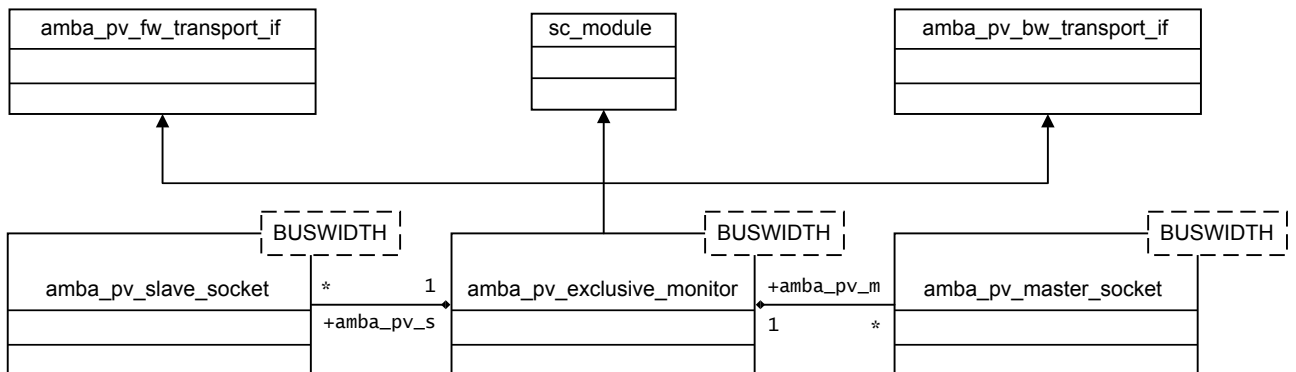 amba_pv_fw_transport_if
sc_module
amba_pv_bw_transport_if
BUSWIDTH
BUSWIDTH
BUSWIDTH
amba_pv_slave_socket
* 1
+amba_pv_s
amba_pv_exclusive_monitor
+amba_pv_m
1 *
amba_pv_master_socket